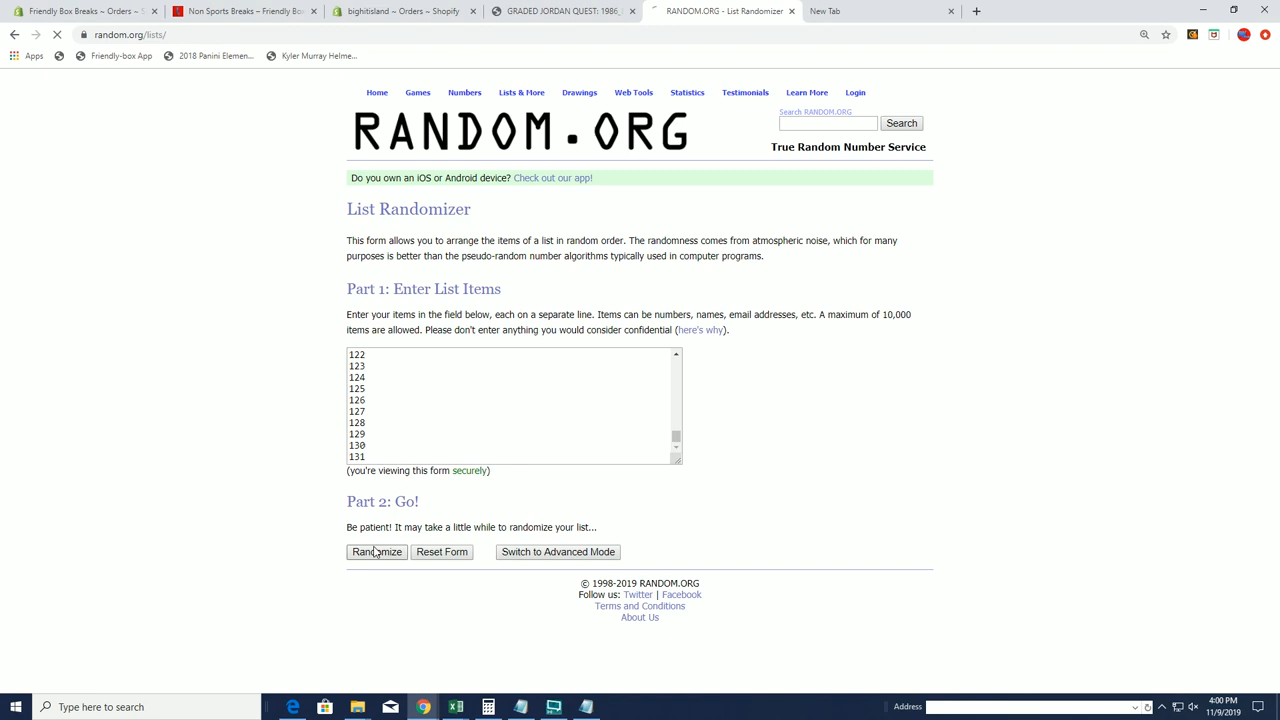 Friendly Box Breaks ~ Orders ~ S
Non Sports Breaks – Friendly Bo
bighitisland ~ Orders ~ Shopify
GRADED JORDAN QUEST: 1986_
RANDOM.ORG - List Randomizer
New Tab
random.org/lists/
Apps
Friendly-box App
2018 Panini Elemen...
Kyler Murray Helme...
Home Games Numbers Lists & More Drawings Web Tools Statistics Testimonials Learn More Login
RANDOM.ORG
Search RANDOM.ORG
Search
True Random Number Service
Do you own an iOS or Android device? Check out our app!
List Randomizer
This form allows you to arrange the items of a list in random order. The randomness comes from atmospheric noise, which for many
purposes is better than the pseudo-random number algorithms typically used in computer programs.
Part 1: Enter List Items
Enter your items in the field below, each on a separate line. Items can be numbers, names, email addresses, etc. A maximum of 10,000
items are allowed. Please don't enter anything you would consider confidential (here's why).
122
123
124
125
126
127
128
129
130
131
(you're viewing this form securely)
Part 2: Go!
Be patient! It may take a little while to randomize your list...
Randomize Reset Form Switch to Advanced Mode
© 1998-2019 RANDOM.ORG
Follow us: Twitter | Facebook
Terms and Conditions
About Us
Type here to search
Address
4:00 PM
11/9/2019